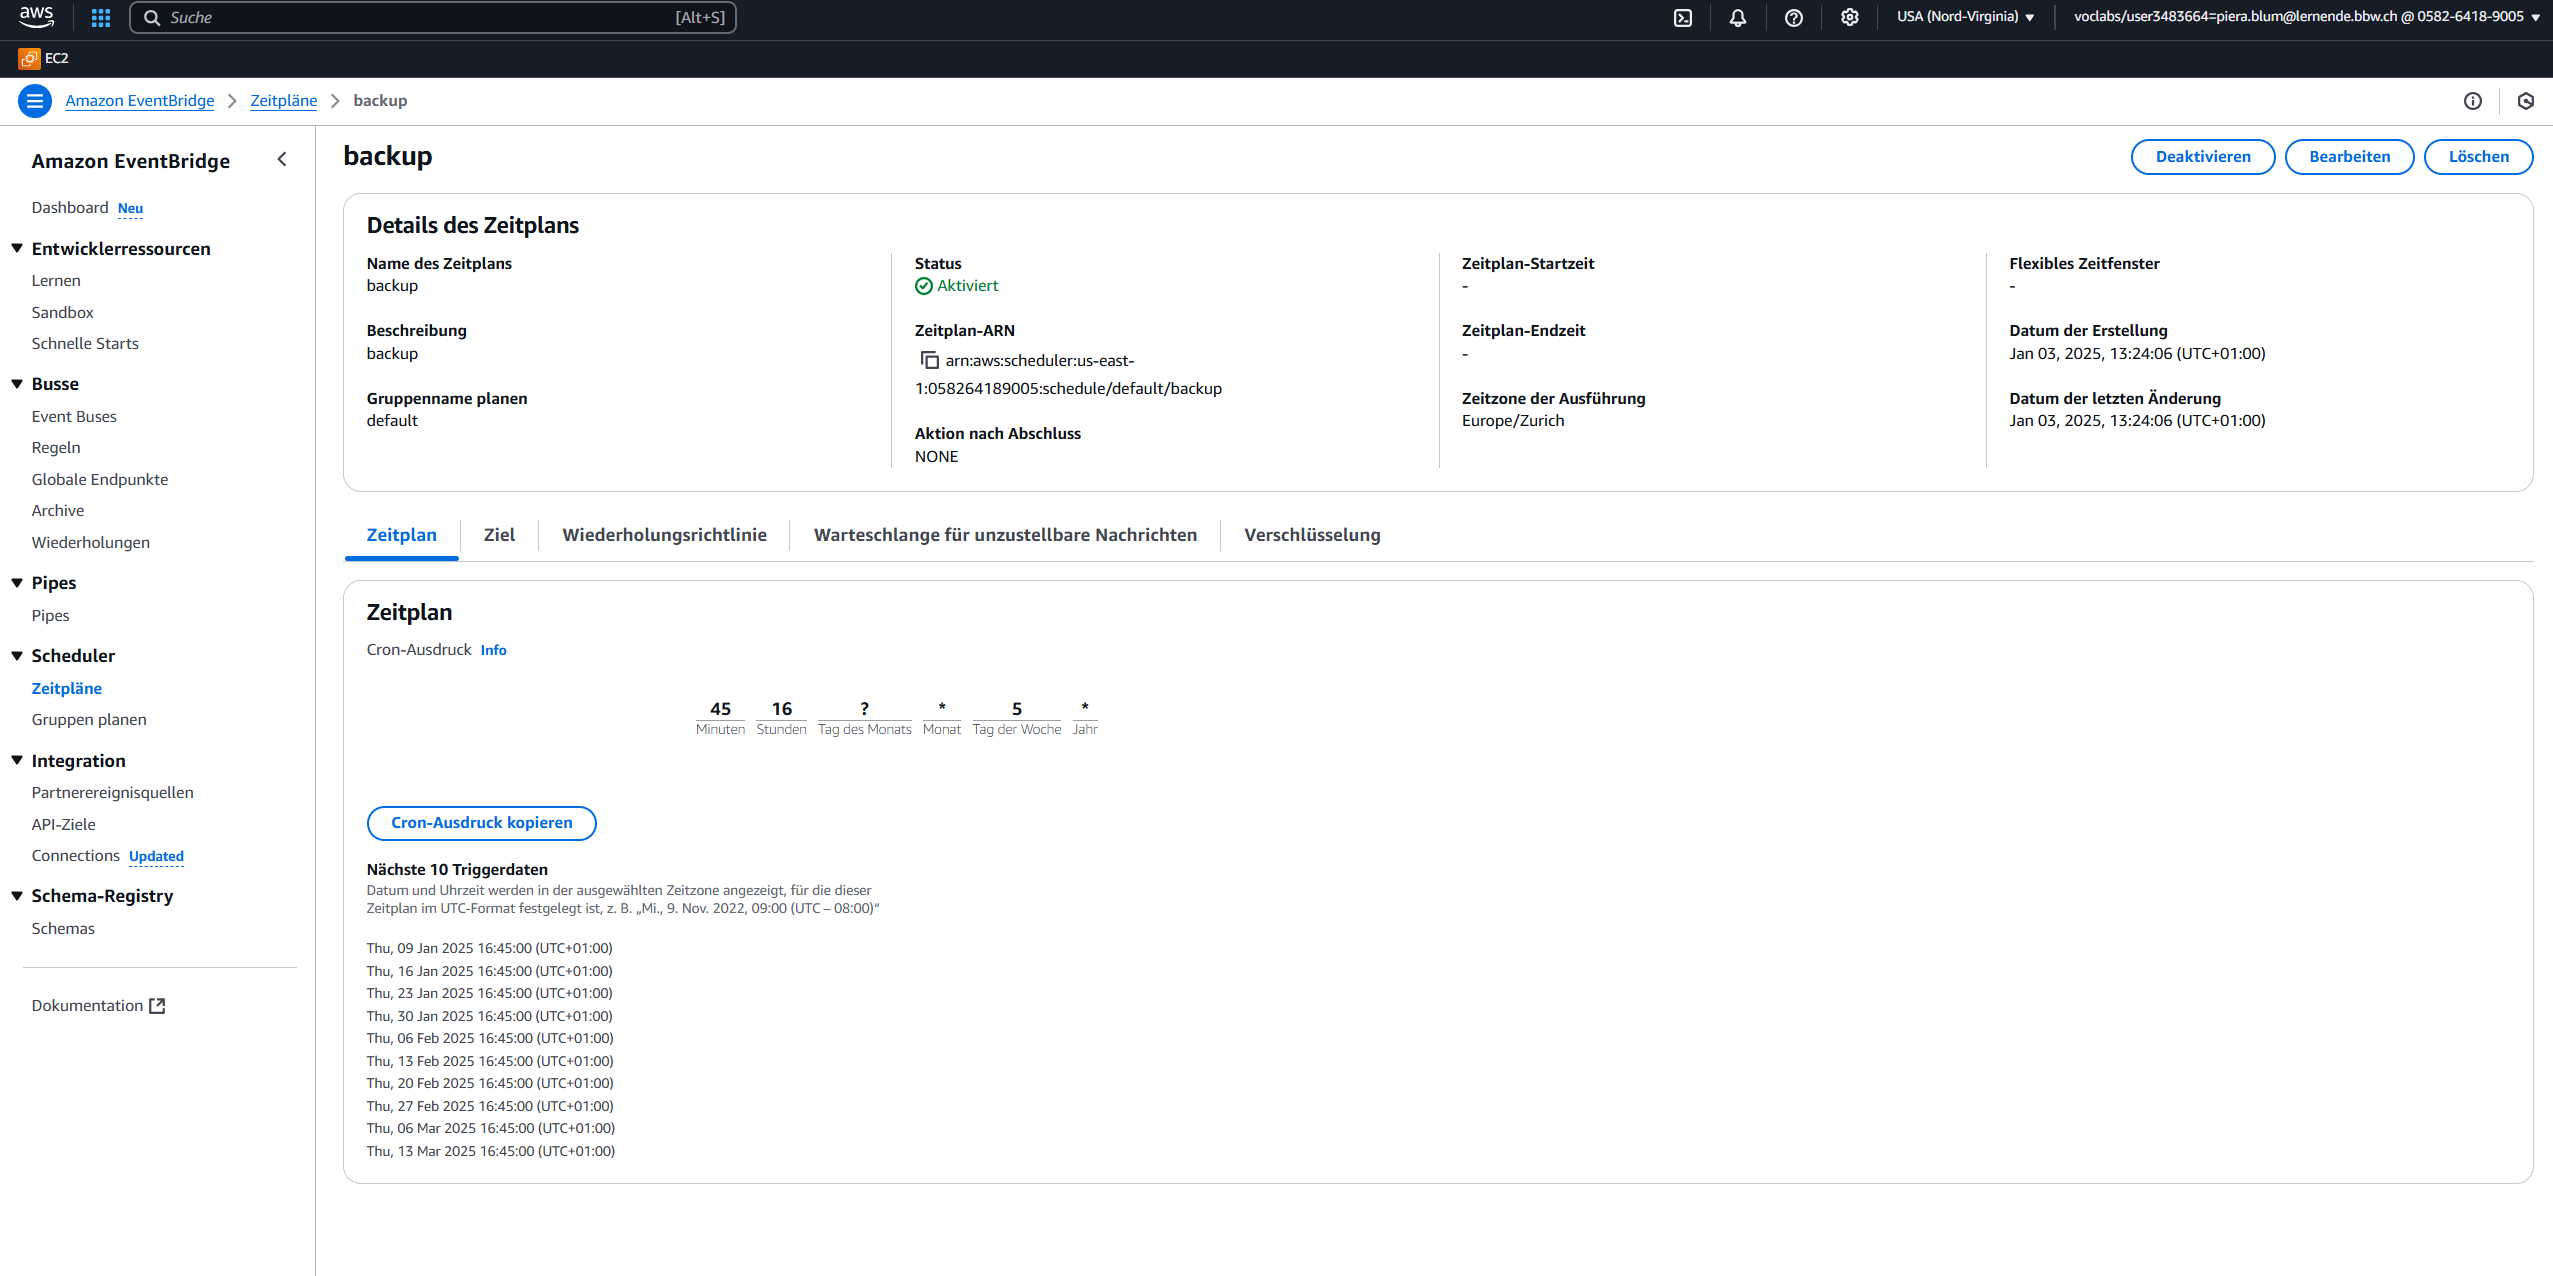 aws
Suche
[Alt+S]
USA (Nord-Virginia)
voclabs/user3483664=piera.blum@lernende.bbw.ch @ 0582-6418-9005
EC2
Amazon EventBridge
Zeitpläne
backup
Amazon EventBridge
Dashboard Neu
Entwicklerressourcen
Lernen
Sandbox
Schnelle Starts
Busse
Event Buses
Regeln
Globale Endpunkte
Archive
Wiederholungen
Pipes
Pipes
Scheduler
Zeitpläne
Gruppen planen
Integration
Partnerereignisquellen
API-Ziele
Connections Updated
Schema-Registry
Schemas
Dokumentation
backup
Deaktivieren
Bearbeiten
Löschen
Details des Zeitplans
Name des Zeitplans
backup
Beschreibung
backup
Gruppenname planen
default
Status
Aktiviert
Zeitplan-ARN
arn:aws:scheduler:us-east-
1:058264189005:schedule/default/backup
Aktion nach Abschluss
NONE
Zeitplan-Startzeit
-
Zeitplan-Endzeit
-
Zeitzone der Ausführung
Europe/Zurich
Flexibles Zeitfenster
-
Datum der Erstellung
Jan 03, 2025, 13:24:06 (UTC+01:00)
Datum der letzten Änderung
Jan 03, 2025, 13:24:06 (UTC+01:00)
Zeitplan
Ziel
Wiederholungsrichtlinie
Warteschlange für unzustellbare Nachrichten
Verschlüsselung
Zeitplan
Cron-Ausdruck Info
45 16 ? * 5 *
Minuten Stunden Tag des Monats Monat Tag der Woche Jahr
Cron-Ausdruck kopieren
Nächste 10 Triggerdaten
Datum und Uhrzeit werden in der ausgewählten Zeitzone angezeigt, für die dieser
Zeitplan im UTC-Format festgelegt ist, z. B. „Mi., 9. Nov. 2022, 09:00 (UTC – 08:00)“
Thu, 09 Jan 2025 16:45:00 (UTC+01:00)
Thu, 16 Jan 2025 16:45:00 (UTC+01:00)
Thu, 23 Jan 2025 16:45:00 (UTC+01:00)
Thu, 30 Jan 2025 16:45:00 (UTC+01:00)
Thu, 06 Feb 2025 16:45:00 (UTC+01:00)
Thu, 13 Feb 2025 16:45:00 (UTC+01:00)
Thu, 20 Feb 2025 16:45:00 (UTC+01:00)
Thu, 27 Feb 2025 16:45:00 (UTC+01:00)
Thu, 06 Mar 2025 16:45:00 (UTC+01:00)
Thu, 13 Mar 2025 16:45:00 (UTC+01:00)